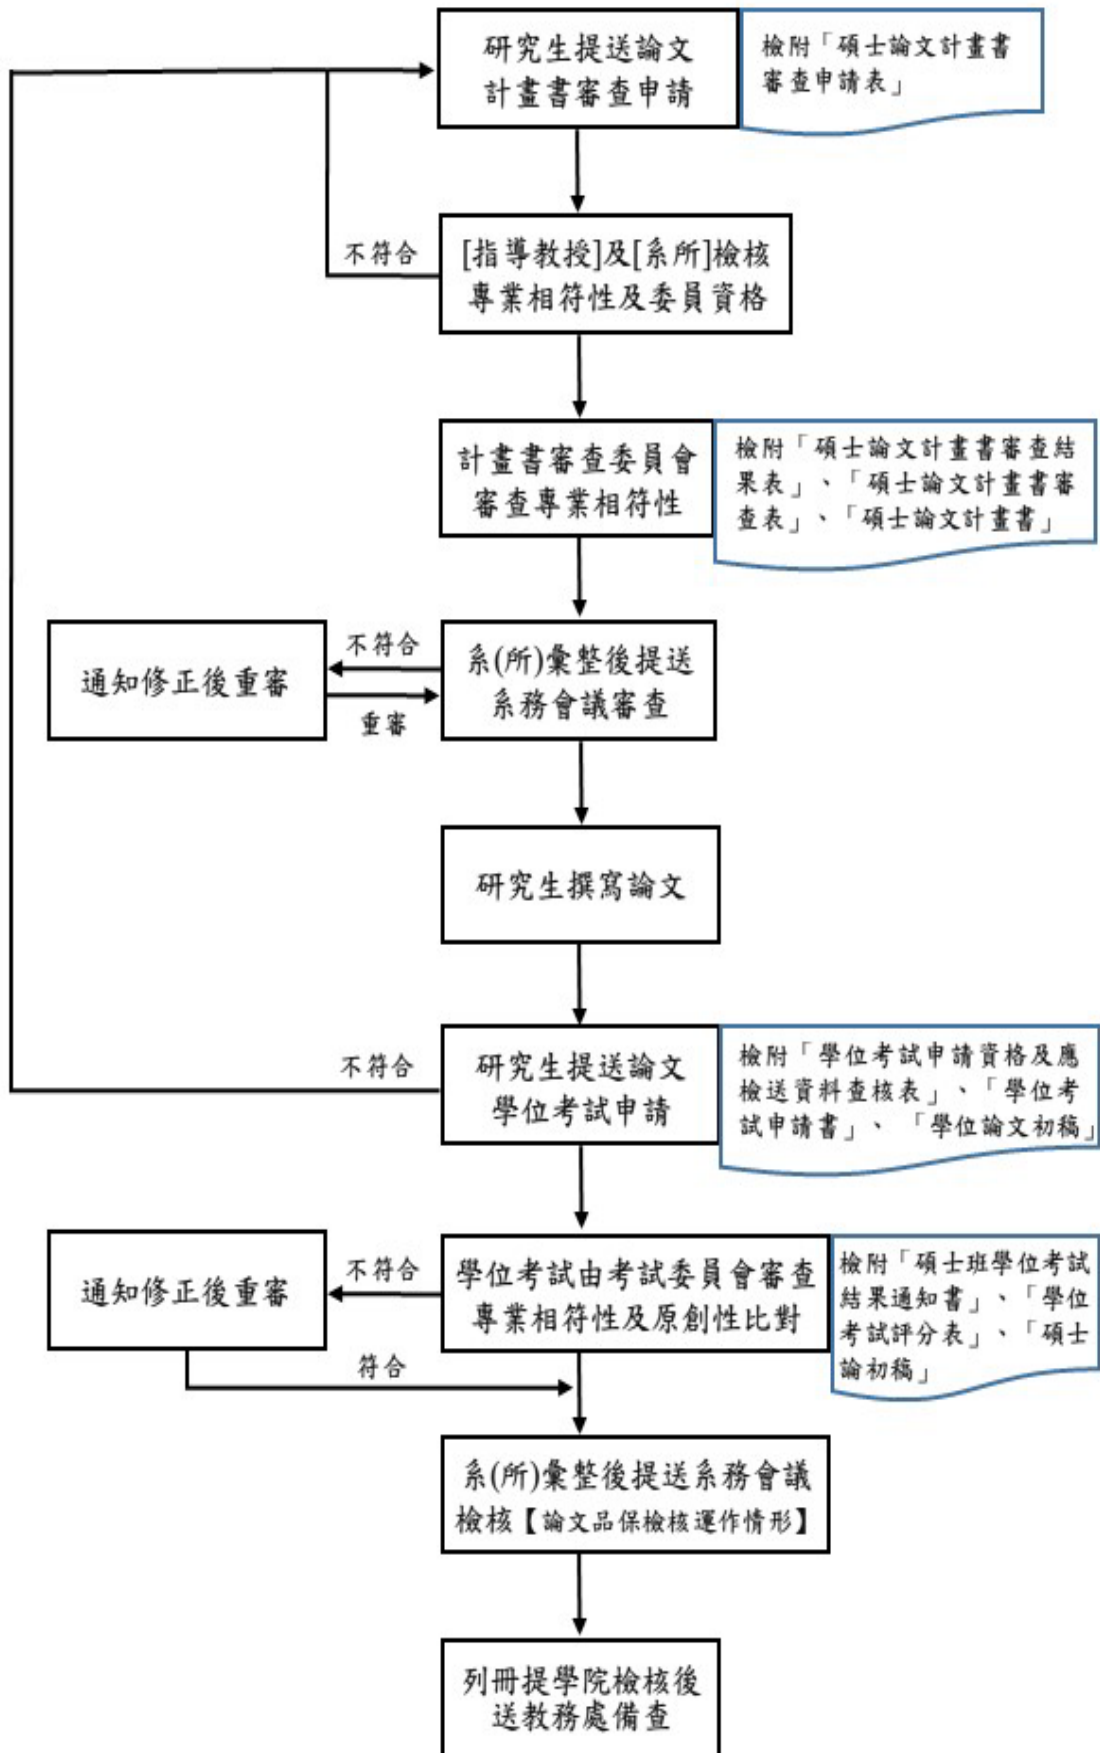 研究生提送論文
計畫書審查申請
檢附「碩士論文計畫書
審查申請表」
不符合
[指導教授]及[系所]檢核
專業相符性及委員資格
計畫書審查委員會
審查專業相符性
檢附「碩士論文計畫書審查結
果表」、「碩士論文計畫書審
查表」、「碩士論文計畫書」
通知修正後重審
不符合
重審
系(所)彙整後提送
系務會議審查
研究生撰寫論文
不符合
研究生提送論文
學位考試申請
檢附「學位考試申請資格及應
檢送資料查核表」、「學位考
試申請書」、 「學位論文初稿」
通知修正後重審
不符合
符合
學位考試由考試委員會審查
專業相符性及原創性比對
檢附「碩士班學位考試
結果通知書」、「學位
考試評分表」、「碩士
論初稿」
系(所)彙整後提送系務會議
檢核【論文品保檢核運作情形】
列冊提學院檢核後
送教務處備查